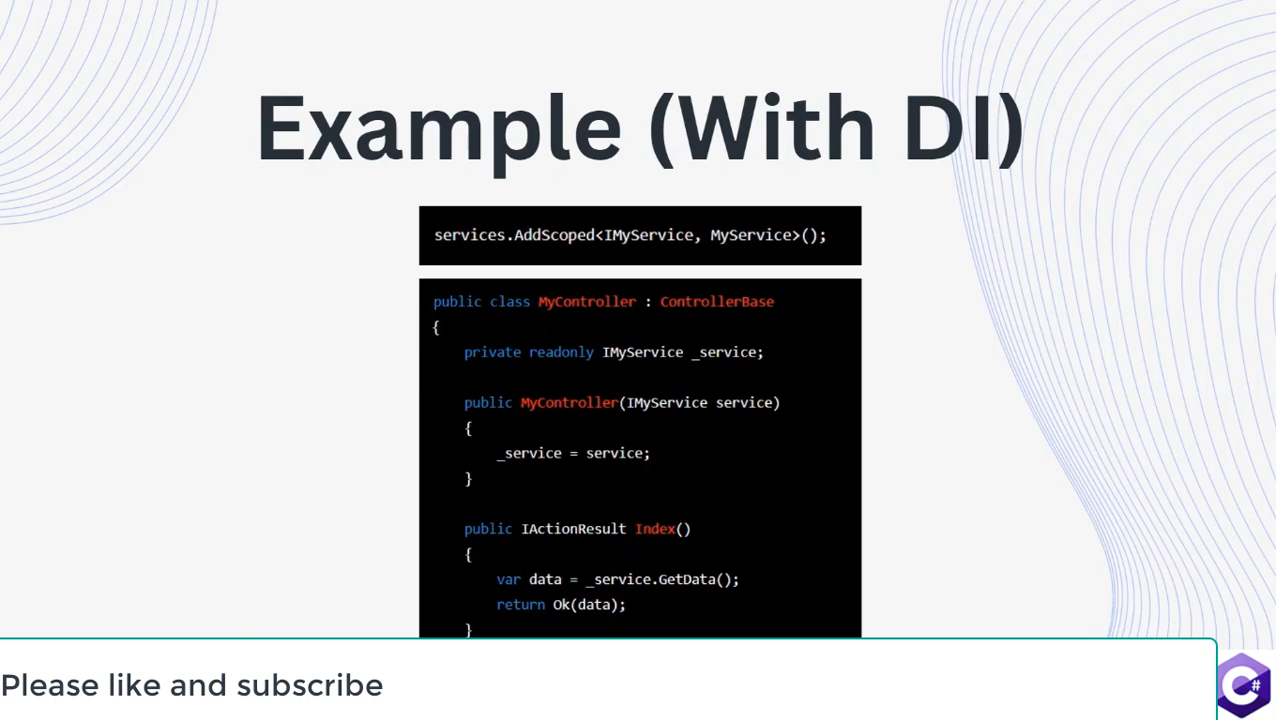 Example (With DI)
services.AddScoped<IMyService, MyService>();
public class MyController : ControllerBase
{
    private readonly IMyService _service;
    public MyController(IMyService service)
    {
        _service = service;
    }
    public IActionResult Index()
    {
        var data = _service.GetData();
        return Ok(data);
    }
Please like and subscribe
C#